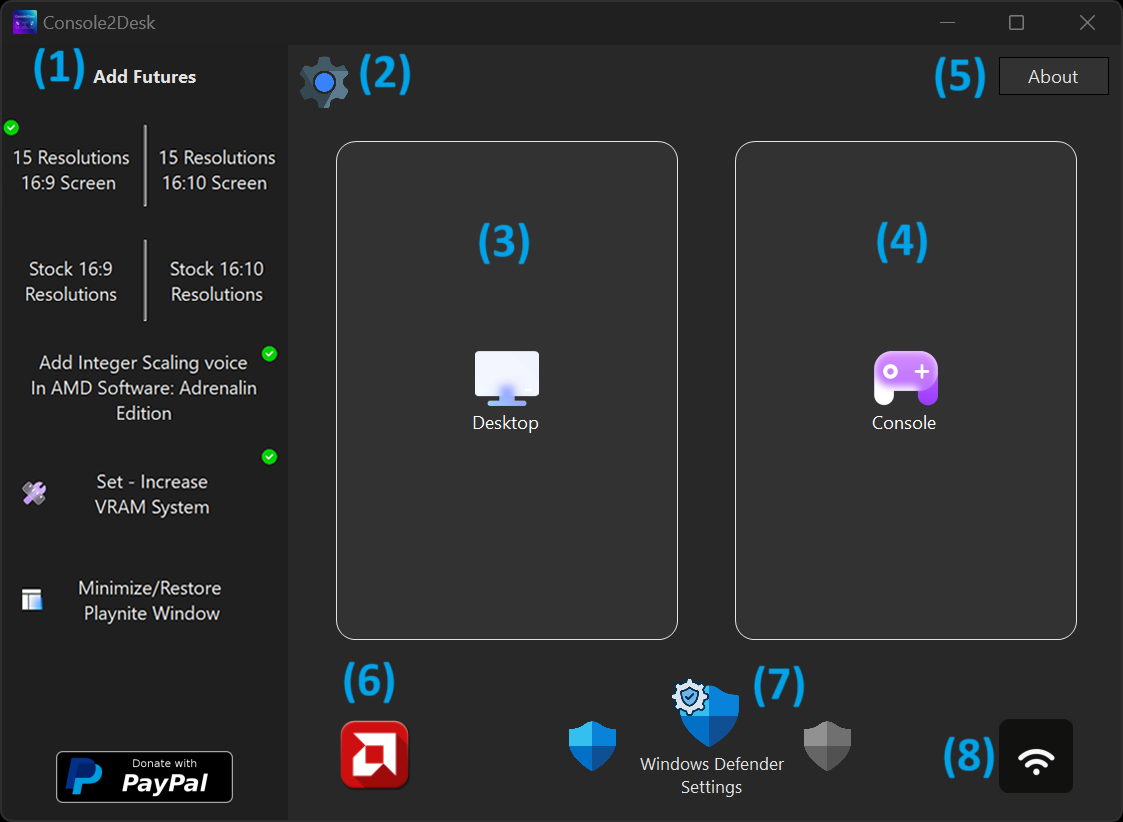 Console2Desk
(1) Add Futures
(2)
(5) About
15 Resolutions
16:9 Screen
15 Resolutions
16:10 Screen
Stock 16:9
Resolutions
Stock 16:10
Resolutions
Add Integer Scaling voice
In AMD Software: Adrenalin
Edition
Set - Increase
VRAM System
Minimize/Restore
Playnite Window
Donate with
PayPal
(3)
Desktop
(4)
Console
(6)
(7)
Windows Defender
Settings
(8)